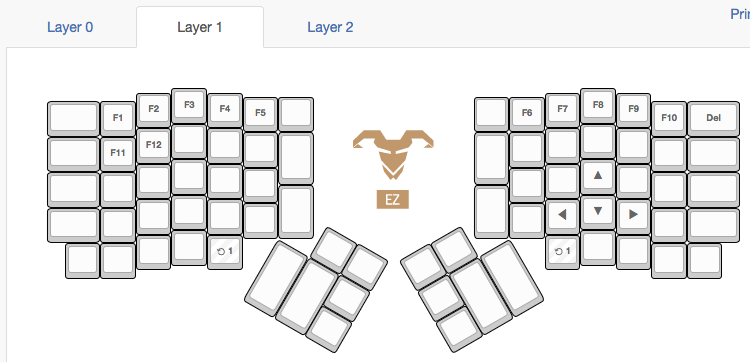 Layer 0 Layer 1 Layer 2 Pri
F1 F2 F3 F4 F5 F6 F7 F8 F9 F10 Del
F11 F12
▲
◀ ▼ ▶
EZ
1 1